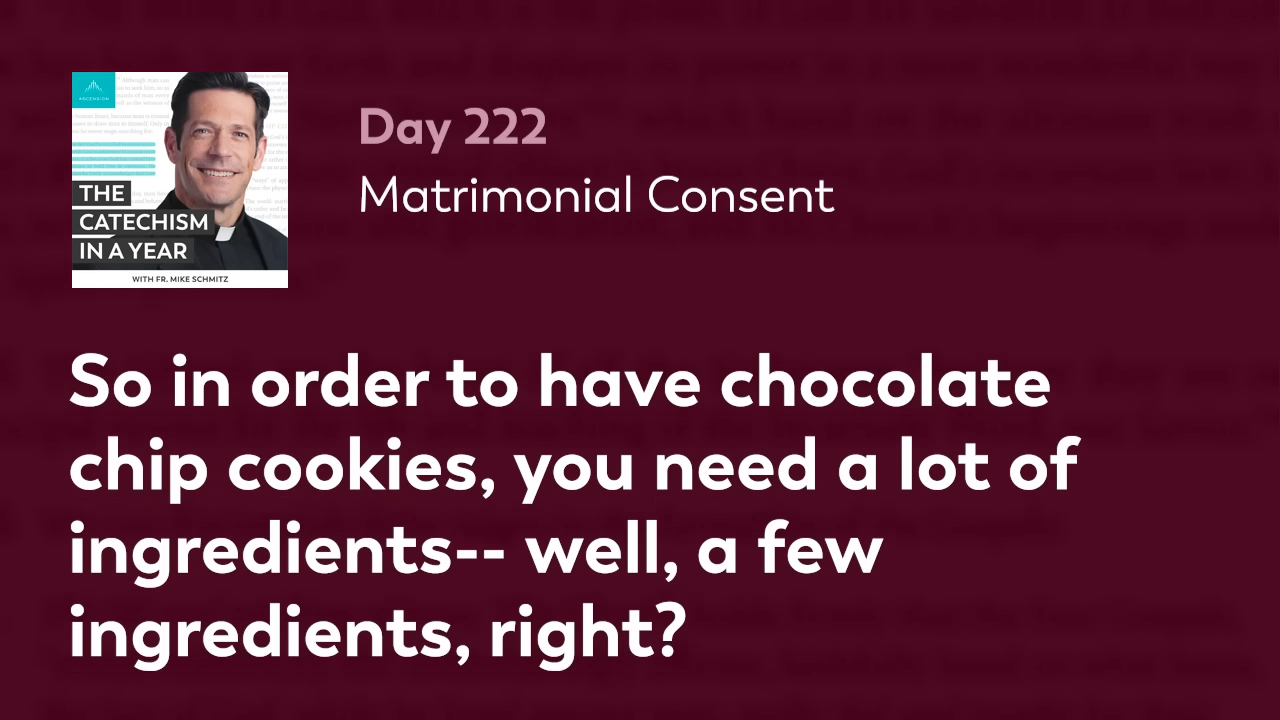 ASCENSION
THE
CATECHISM
IN A YEAR
WITH FR. MIKE SCHMITZ
Day 222
Matrimonial Consent
So in order to have chocolate
chip cookies, you need a lot of
ingredients-- well, a few
ingredients, right?